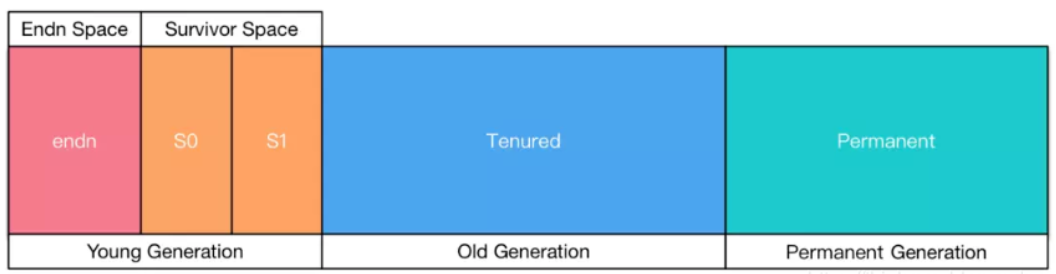 Endn Space Survivor Space
endn S0 S1 Tenured Permanent
Young Generation Old Generation Permanent Generation